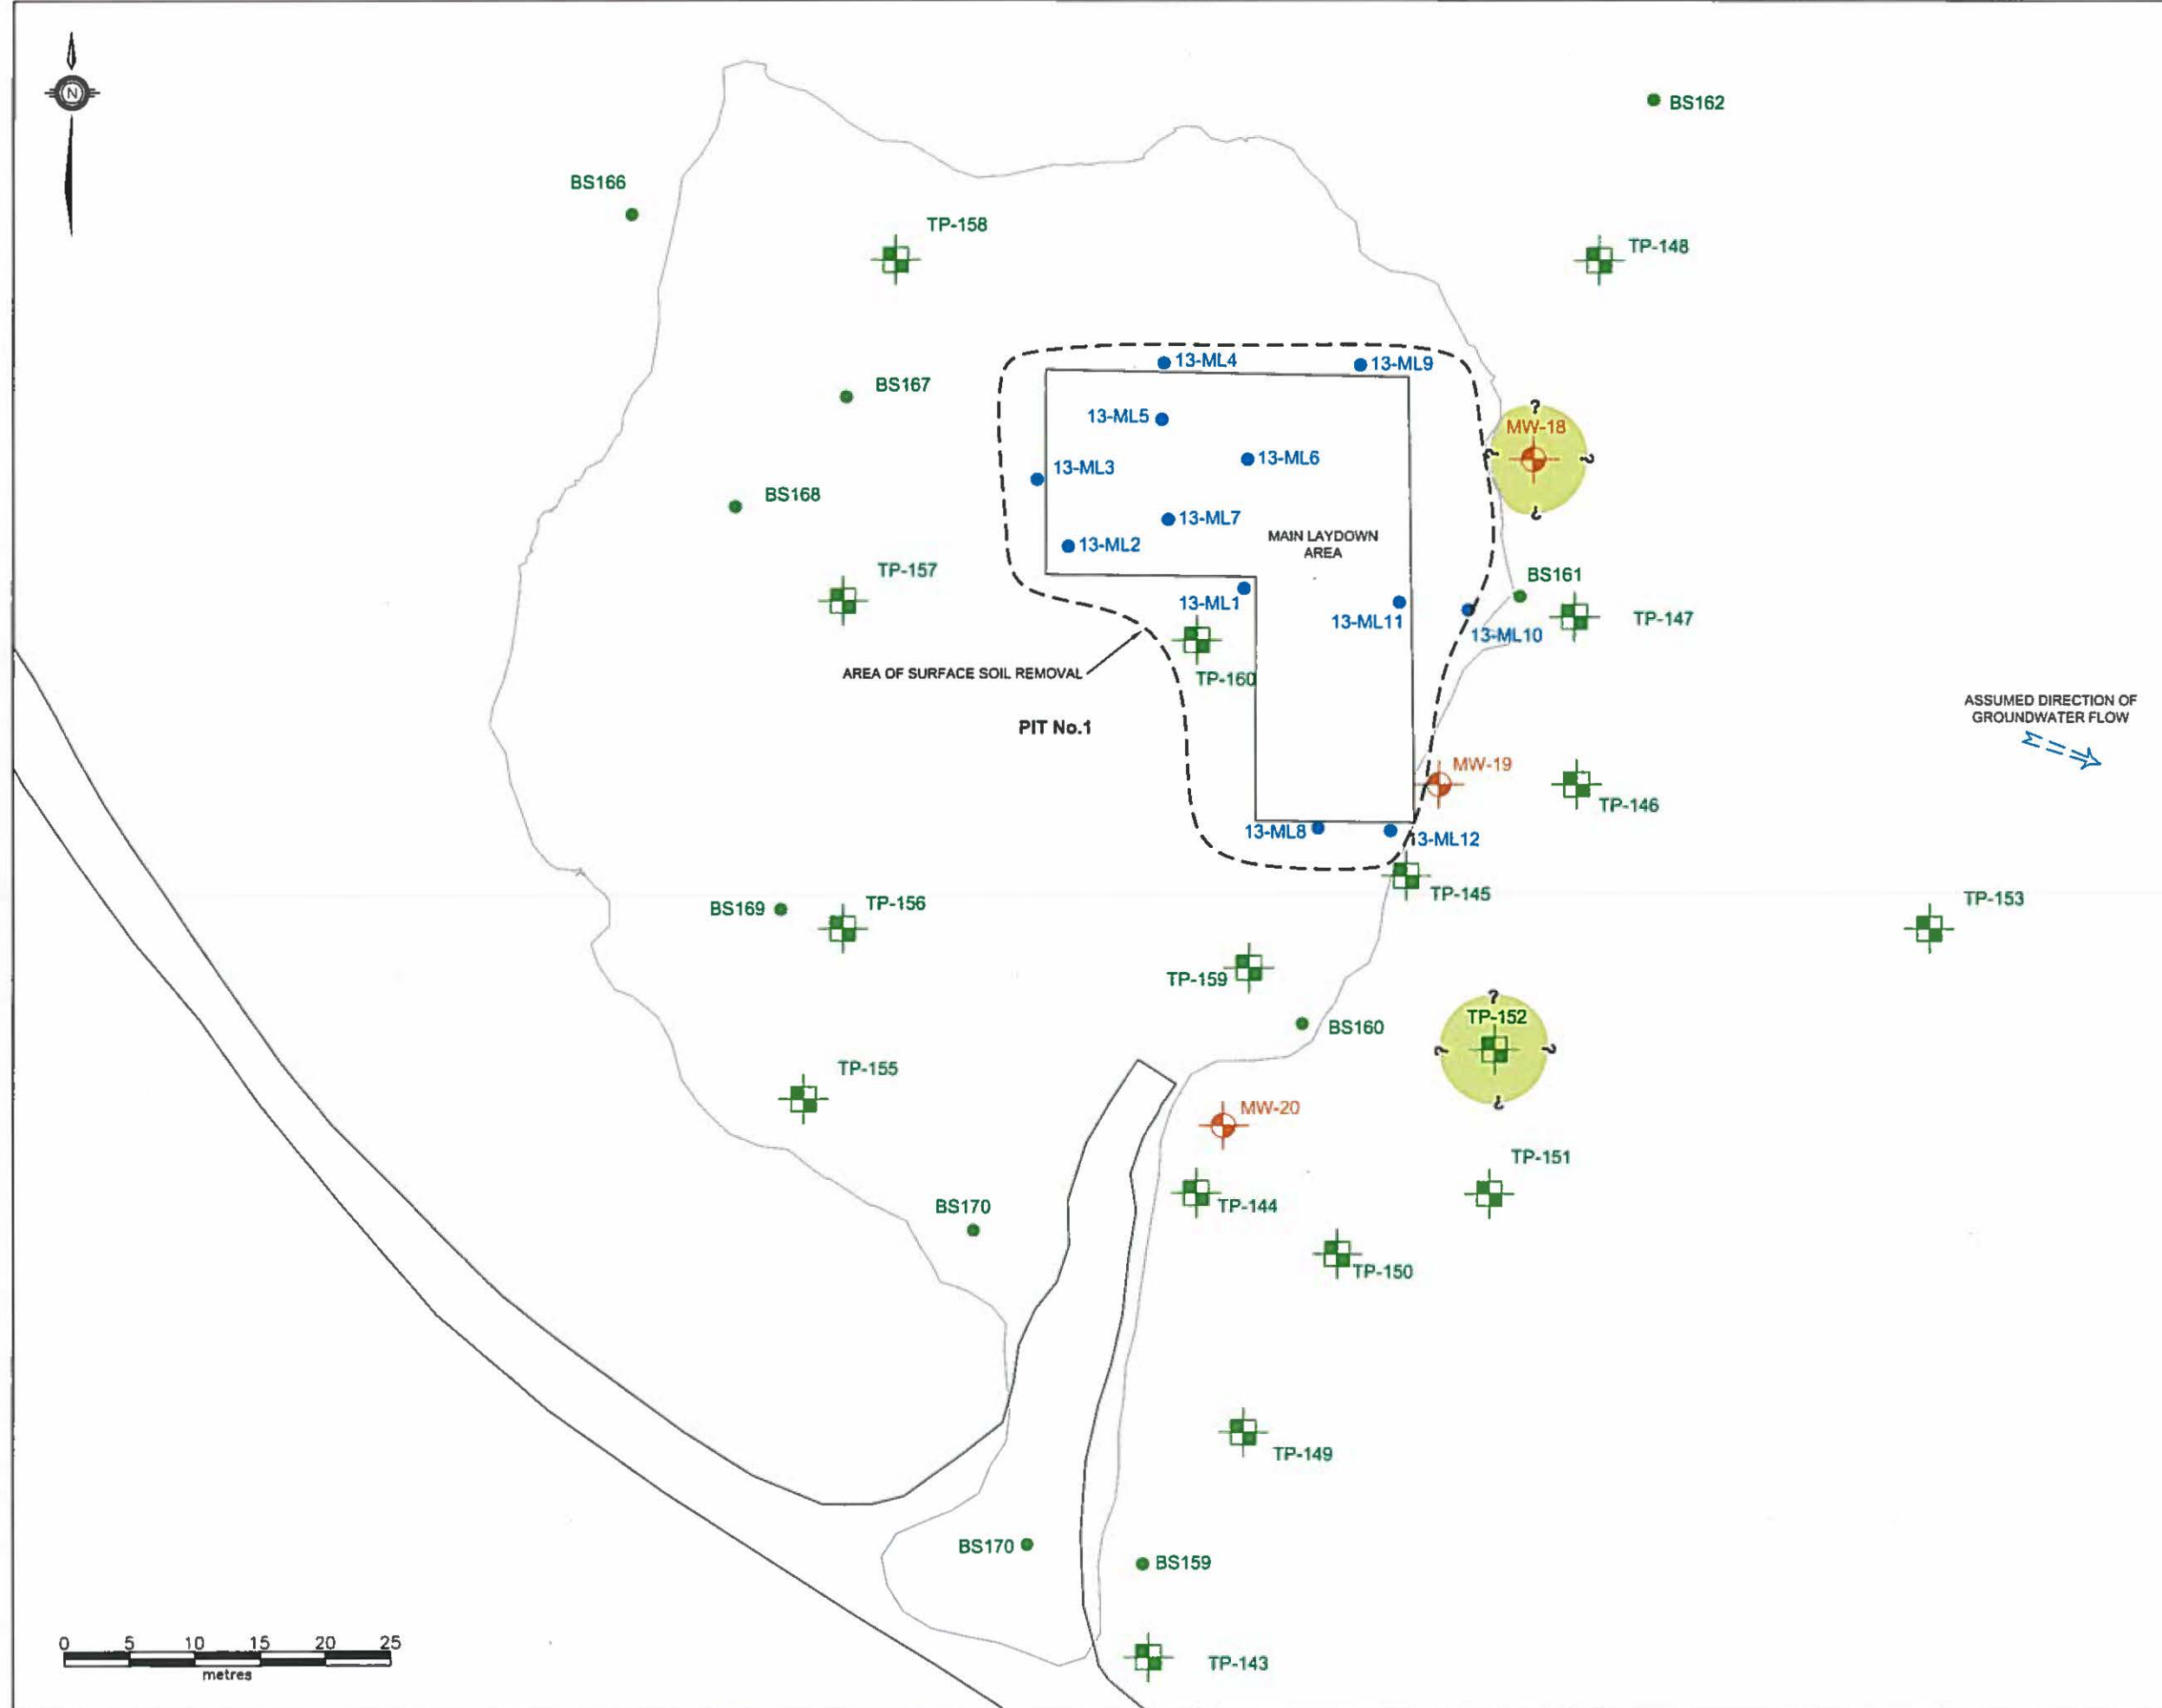 N
BS162
BS166
TP-158
TP-148
13-ML4
13-ML9
BS167
?
13-ML5
MW-18
13-ML6
?
?
13-ML3
BS168
?
13-ML7
13-ML2
MAIN LAYDOWN
AREA
TP-157
BS161
13-ML1
13-ML11
TP-147
13-ML10
AREA OF SURFACE SOIL REMOVAL
TP-160
ASSUMED DIRECTION OF
GROUNDWATER FLOW
PIT No.1
MW-19
TP-146
13-ML8
13-ML12
TP-145
TP-153
BS169
TP-156
TP-159
?
TP-152
BS160
?
?
TP-155
?
MW-20
TP-151
BS170
TP-144
TP-150
TP-149
BS170
BS159
0 5 10 15 20 25
metres
TP-143